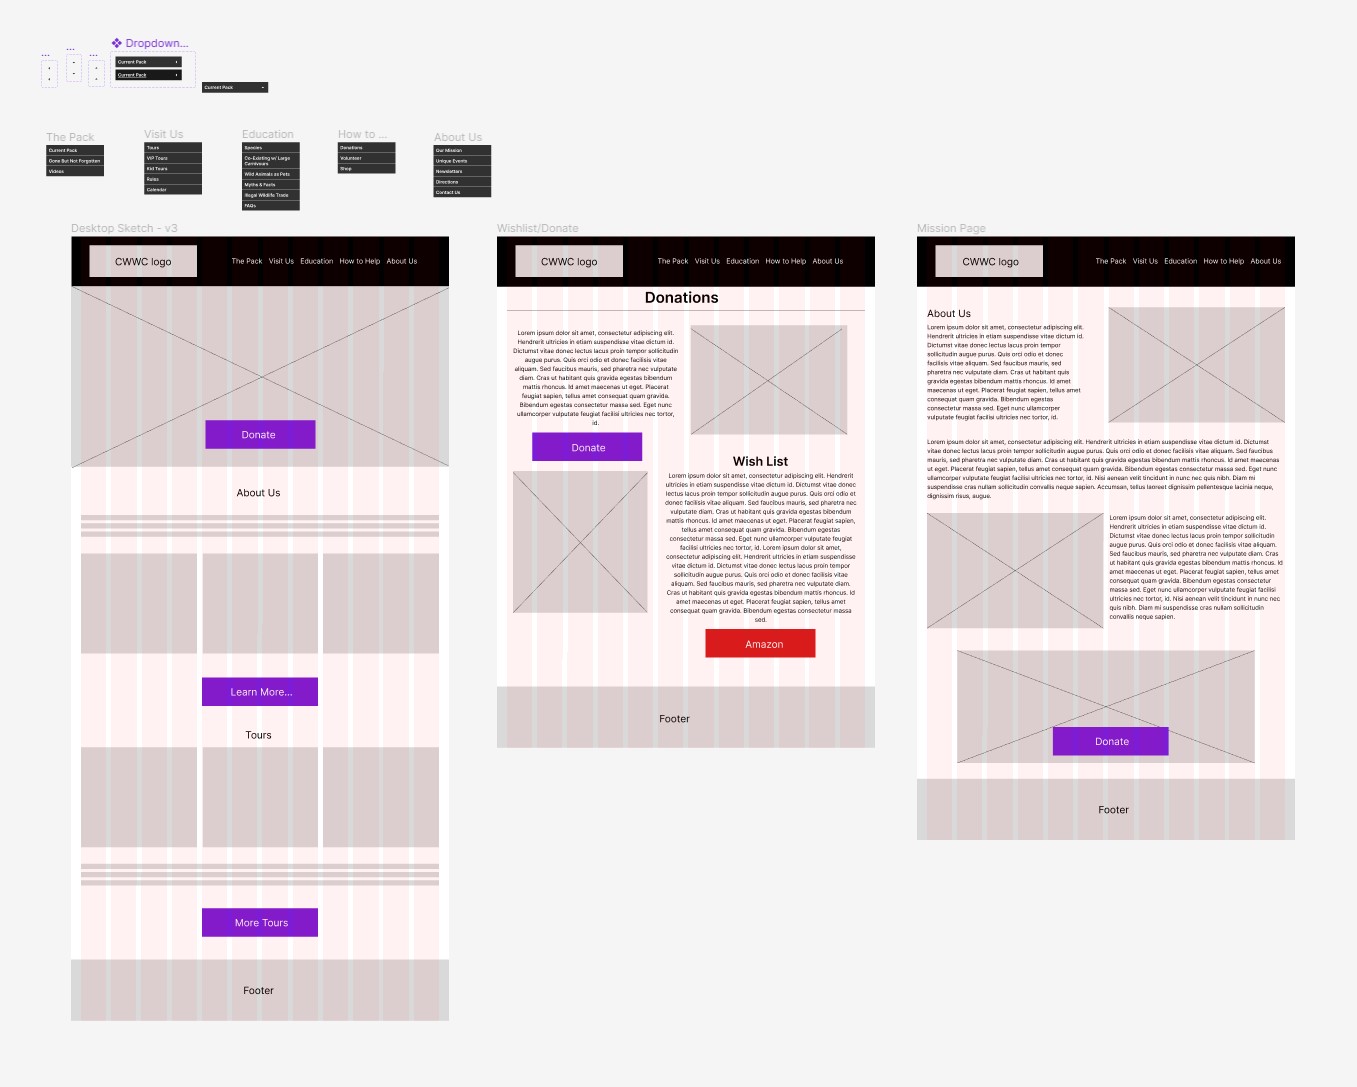 ...
...
...
Dropdown...
Current Pack
Current Pack
Current Pack
The Pack
Current Pack
Gone But Not Forgotten
Videos
Visit Us
Tours
VIP Tours
Kid Tours
Rules
Calendar
Education
Species
Co-Existing w/ Large
Carnivours
Wild Animals as Pets
Myths & Facts
Illegal Wildlife Trade
FAQs
How to ...
Donations
Volunteer
Shop
About Us
Our Mission
Unique Events
Newsletters
Directions
Contact Us
Desktop Sketch - v3
CWWC logo
The Pack Visit Us Education How to Help About Us
Donate
About Us
Learn More...
Tours
More Tours
Footer
Wishlist/Donate
CWWC logo
The Pack Visit Us Education How to Help About Us
Donations
Lorem ipsum dolor sit amet, consectetur adipiscing elit.
Hendrerit ultricies in etiam suspendisse vitae dictum id.
Dictumst vitae donec lectus lacus proin tempor sollicitudin
augue purus. Quis orci odio et donec facilisis vitae
aliquam. Sed faucibus mauris, sed pharetra nec vulputate
diam. Cras ut habitant quis gravida egestas bibendum
mattis rhoncus. Id amet maecenas ut eget. Placerat
feugiat sapien, tellus amet consequat quam gravida.
Bibendum egestas consectetur massa sed. Eget nunc
ullamcorper vulputate feugiat facilisi ultricies nec tortor,
id.
Donate
Wish List
Lorem ipsum dolor sit amet, consectetur adipiscing elit. Hendrerit
ultricies in etiam suspendisse vitae dictum id. Dictumst vitae donec
lectus lacus proin tempor sollicitudin augue purus. Quis orci odio et
donec facilisis vitae aliquam. Sed faucibus mauris, sed pharetra nec
vulputate diam. Cras ut habitant quis gravida egestas bibendum
mattis rhoncus. Id amet maecenas ut eget. Placerat feugiat sapien,
tellus amet consequat quam gravida. Bibendum egestas
consectetur massa sed. Eget nunc ullamcorper vulputate feugiat
facilisi ultricies nec tortor, id. Lorem ipsum dolor sit amet,
consectetur adipiscing elit. Hendrerit ultricies in etiam suspendisse
vitae dictum id. Dictumst vitae donec lectus lacus proin tempor
sollicitudin augue purus. Quis orci odio et donec facilisis vitae
aliquam. Sed faucibus mauris, sed pharetra nec vulputate diam.
Cras ut habitant quis gravida egestas bibendum mattis rhoncus. Id
amet maecenas ut eget. Placerat feugiat sapien, tellus amet
consequat quam gravida. Bibendum egestas consectetur massa
sed.
Amazon
Footer
Mission Page
CWWC logo
The Pack Visit Us Education How to Help About Us
About Us
Lorem ipsum dolor sit amet, consectetur adipiscing elit.
Hendrerit ultricies in etiam suspendisse vitae dictum id.
Dictumst vitae donec lectus lacus proin tempor
sollicitudin augue purus. Quis orci odio et donec
facilisis vitae aliquam. Sed faucibus mauris, sed
pharetra nec vulputate diam. Cras ut habitant quis
gravida egestas bibendum mattis rhoncus. Id amet
maecenas ut eget. Placerat feugiat sapien, tellus amet
consequat quam gravida. Bibendum egestas
consectetur massa sed. Eget nunc ullamcorper
vulputate feugiat facilisi ultricies nec tortor, id.
Lorem ipsum dolor sit amet, consectetur adipiscing elit. Hendrerit ultricies in etiam suspendisse vitae dictum id. Dictumst
vitae donec lectus lacus proin tempor sollicitudin augue purus. Quis orci odio et donec facilisis vitae aliquam. Sed faucibus
mauris, sed pharetra nec vulputate diam. Cras ut habitant quis gravida egestas bibendum mattis rhoncus. Id amet
maecenas ut eget. Placerat feugiat sapien, tellus amet consequat quam gravida. Bibendum egestas consectetur massa sed. Eget nunc
ullamcorper vulputate feugiat facilisi ultricies nec tortor, id. Nisi aenean velit tincidunt in nunc nec quis nibh. Diam mi
suspendisse cras nullam sollicitudin convallis neque sapien. Accumsan, tellus laoreet dignissim pellentesque lacinia neque,
dignissim risus, augue.
Lorem ipsum dolor sit amet, consectetur adipiscing elit.
Hendrerit ultricies in etiam suspendisse vitae dictum id.
Dictumst vitae donec lectus lacus proin tempor sollicitudin
augue purus. Quis orci odio et donec facilisis vitae aliquam.
Sed faucibus mauris, sed pharetra nec vulputate diam. Cras
ut habitant quis gravida egestas bibendum mattis rhoncus. Id
amet maecenas ut eget. Placerat feugiat sapien, tellus amet
consequat quam gravida. Bibendum egestas consectetur
massa sed. Eget nunc ullamcorper vulputate feugiat facilisi
ultricies nec tortor, id. Nisi aenean velit tincidunt in nunc nec
quis nibh. Diam mi suspendisse cras nullam sollicitudin
convallis neque sapien.
Donate
Footer